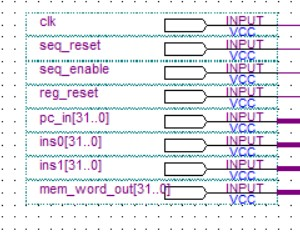 clk INPUT
VCC
seq_reset INPUT
VCC
seq_enable INPUT
VCC
reg_reset INPUT
VCC
pc_in[31..0] INPUT
VCC
ins0[31..0] INPUT
VCC
ins1[31..0] INPUT
VCC
mem_word_out[31..0] INPUT
VCC